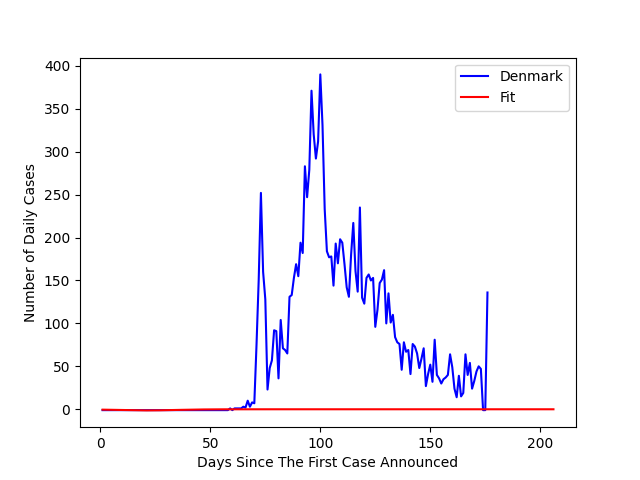 Denmark
Fit
400
350
300
250
200
150
100
50
0
Number of Daily Cases
0 50 100 150 200
Days Since The First Case Announced